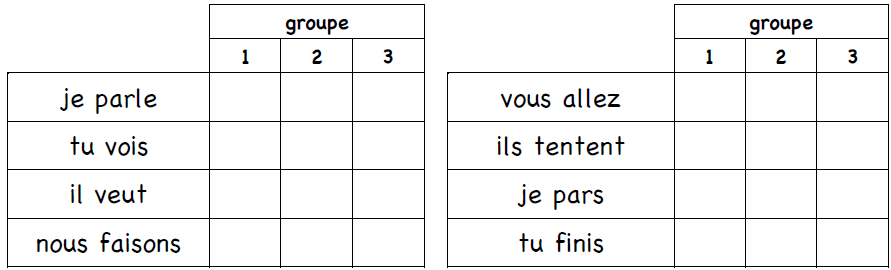 groupe
1 2 3
je parle
tu vois
il veut
nous faisons
groupe
1 2 3
vous allez
ils tentent
je pars
tu finis